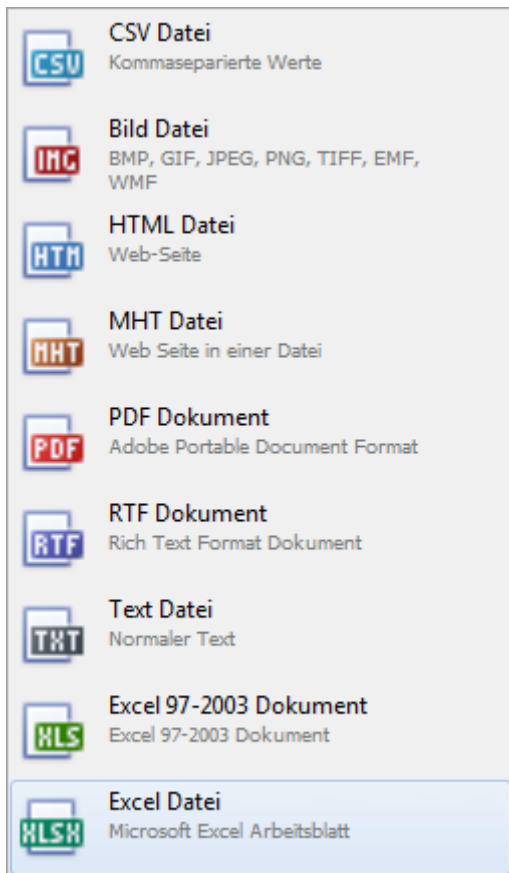 CSV
CSV Datei
Kommaseparierte Werte
IMG
Bild Datei
BMP, GIF, JPEG, PNG, TIFF, EMF,
WMF
HTM
HTML Datei
Web-Seite
MHT
MHT Datei
Web Seite in einer Datei
PDF
PDF Dokument
Adobe Portable Document Format
RTF
RTF Dokument
Rich Text Format Dokument
TXT
Text Datei
Normaler Text
XLS
Excel 97-2003 Dokument
Excel 97-2003 Dokument
XLSX
Excel Datei
Microsoft Excel Arbeitsblatt